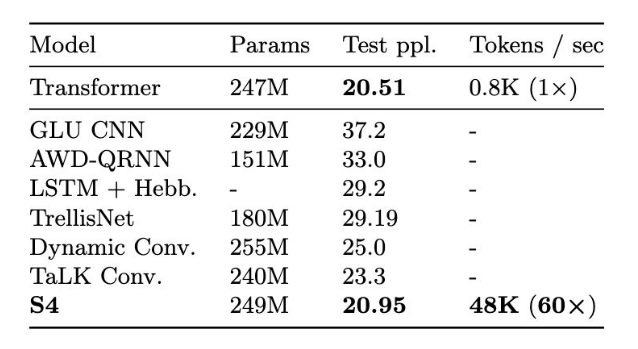 Model Params Test ppl. Tokens / sec
Transformer 247M 20.51 0.8K (1×)
GLU CNN 229M 37.2 -
AWD-QRNN 151M 33.0 -
LSTM + Hebb. - 29.2 -
TrellisNet 180M 29.19 -
Dynamic Conv. 255M 25.0 -
TaLK Conv. 240M 23.3 -
S4 249M 20.95 48K (60×)